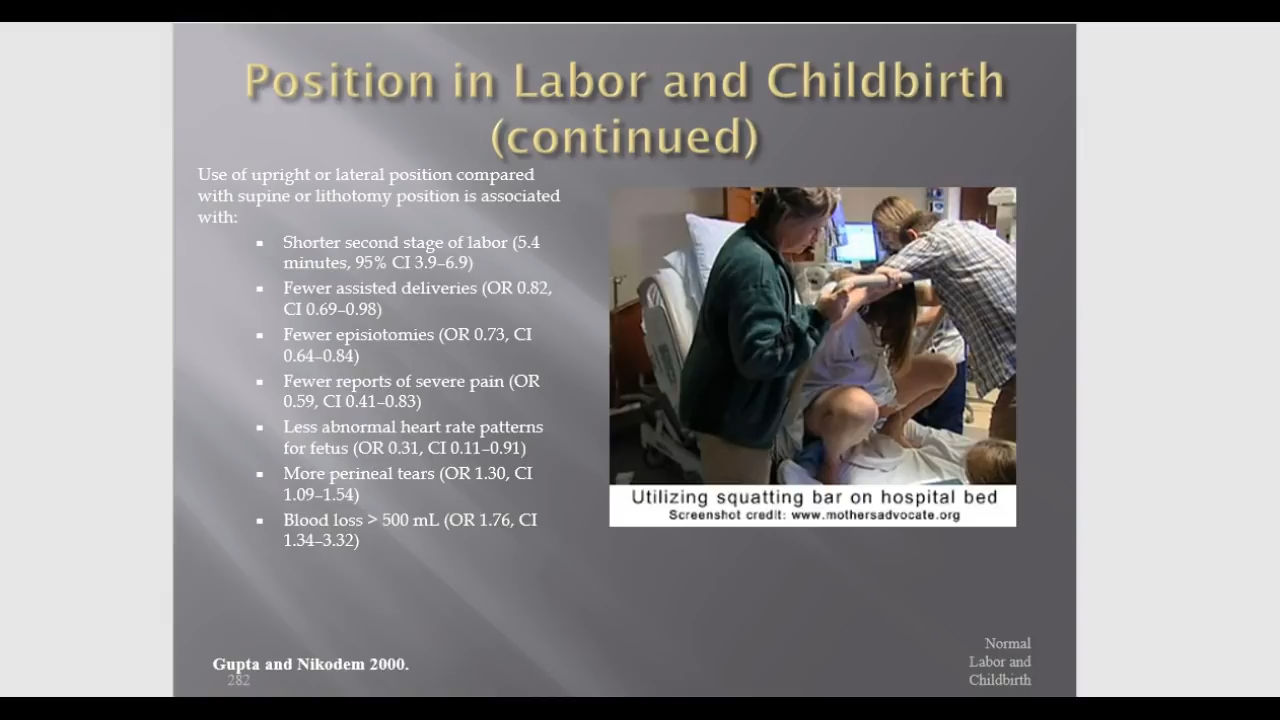 Position in Labor and Childbirth
(continued)
Use of upright or lateral position compared
with supine or lithotomy position is associated
with:
▪ Shorter second stage of labor (5.4
minutes, 95% CI 3.9–6.9)
▪ Fewer assisted deliveries (OR 0.82,
CI 0.69–0.98)
▪ Fewer episiotomies (OR 0.73, CI
0.64–0.84)
▪ Fewer reports of severe pain (OR
0.59, CI 0.41–0.83)
▪ Less abnormal heart rate patterns
for fetus (OR 0.31, CI 0.11–0.91)
▪ More perineal tears (OR 1.30, CI
1.09–1.54)
▪ Blood loss > 500 mL (OR 1.76, CI
1.34–3.32)
Utilizing squatting bar on hospital bed
Screenshot credit: www.mothersadvocate.org
Gupta and Nikodem 2000.
282
Normal
Labor and
Childbirth